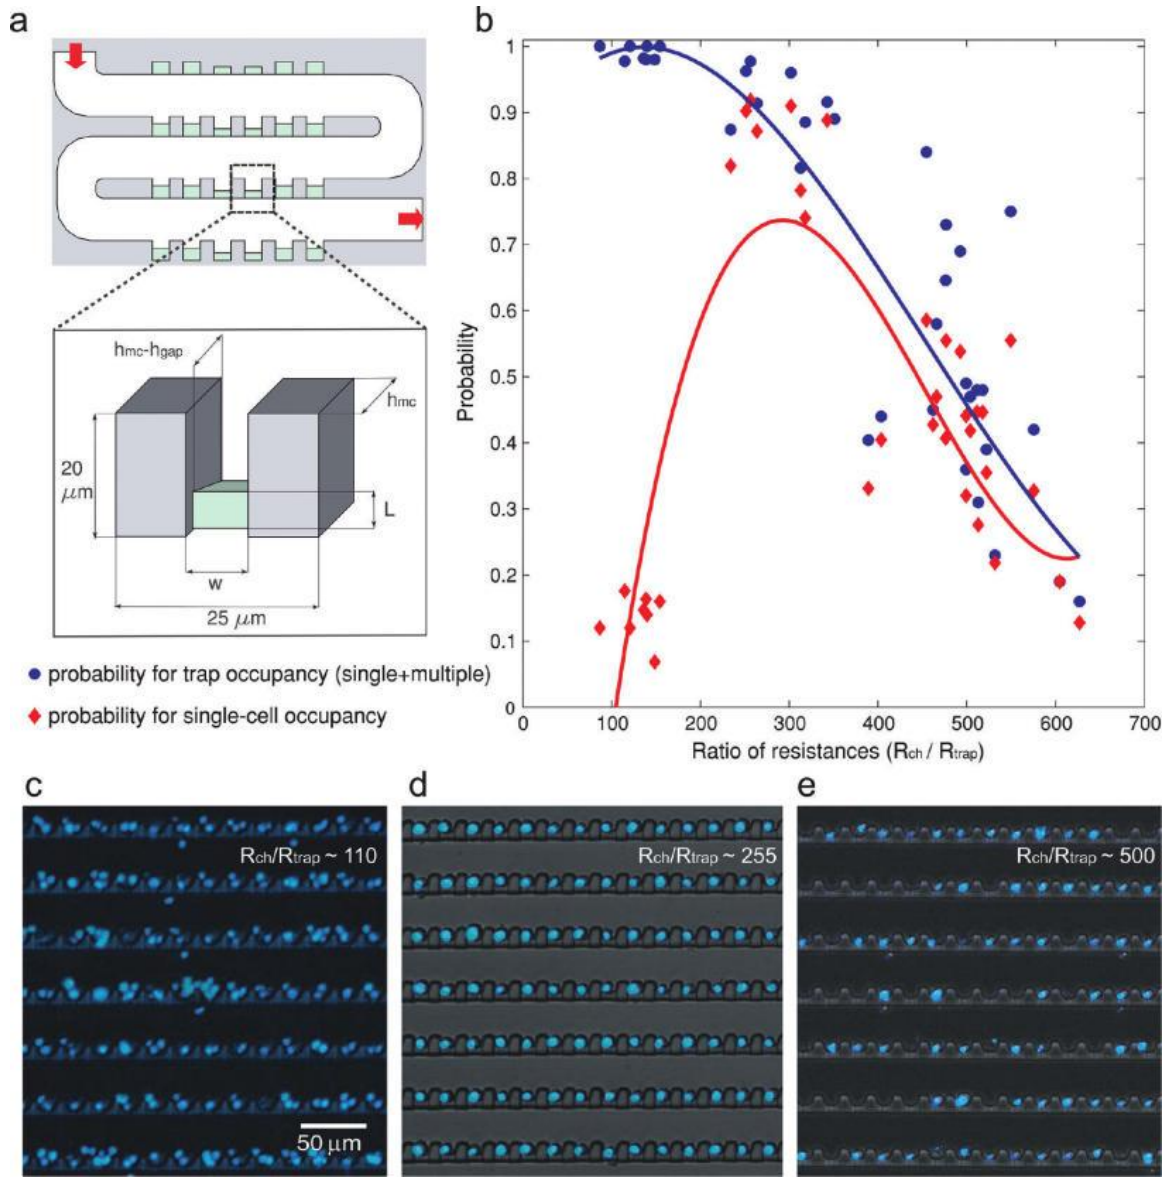 a
hmc-hgap
hmc
20
μm
L
w
25 μm
probability for trap occupancy (single+multiple)
probability for single-cell occupancy
b
1
0.9
0.8
0.7
0.6
0.5
0.4
0.3
0.2
0.1
0
Probability
0 100 200 300 400 500 600 700
Ratio of resistances (Rch / Rtrap)
c
Rch/Rtrap ~ 110
50 μm
d
Rch/Rtrap ~ 255
e
Rch/Rtrap ~ 500